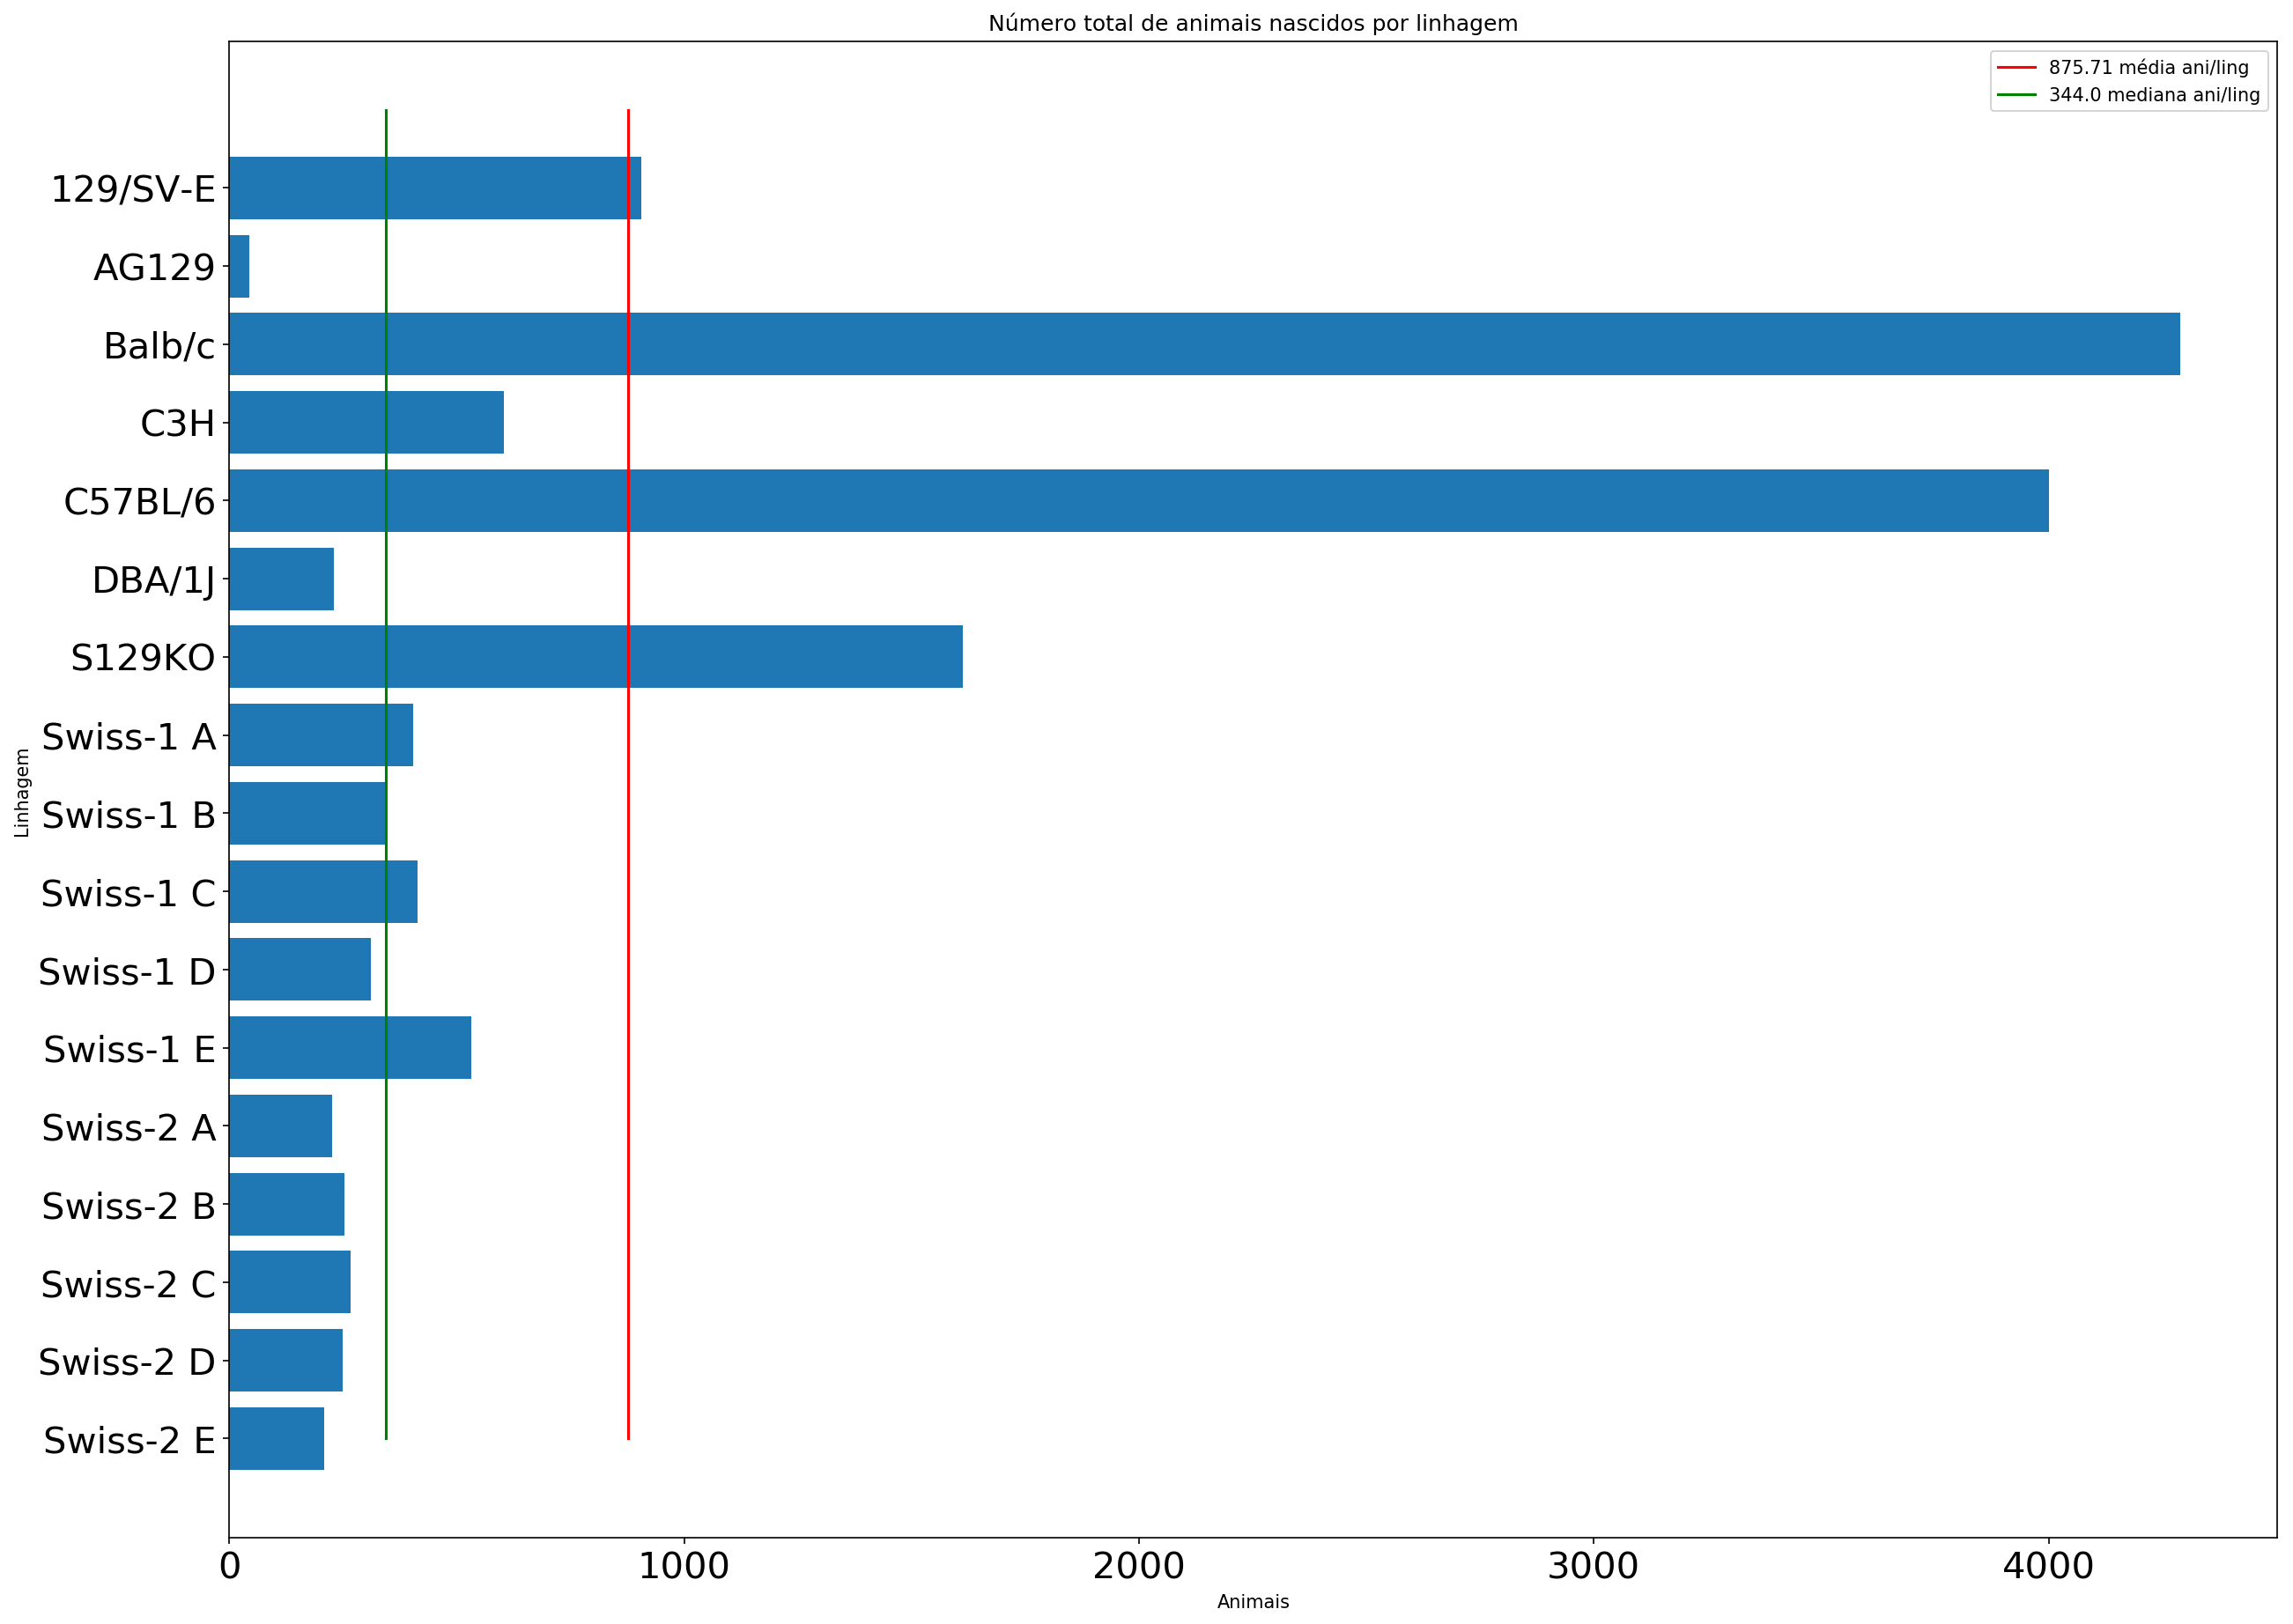 Número total de animais nascidos por linhagem
875.71 média ani/ling
344.0 mediana ani/ling
129/SV-E
AG129
Balb/c
C3H
C57BL/6
DBA/1J
S129KO
Swiss-1 A
Swiss-1 B
Swiss-1 C
Swiss-1 D
Swiss-1 E
Swiss-2 A
Swiss-2 B
Swiss-2 C
Swiss-2 D
Swiss-2 E
Linhagem
0 1000 2000 3000 4000
Animais